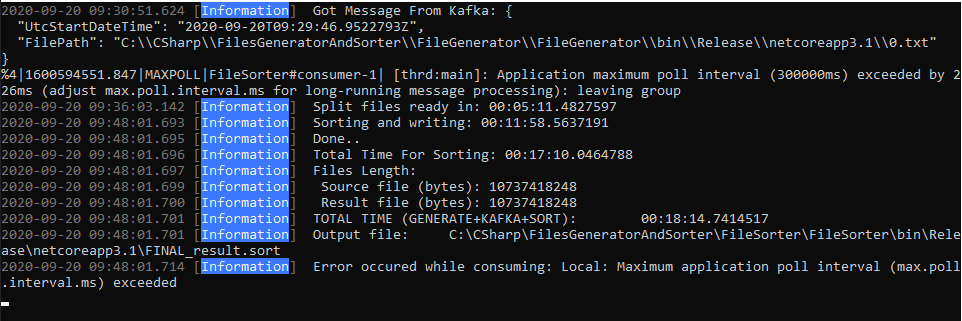 2020-09-20 09:30:51.624 [Information]  Got Message From Kafka: {
  "UtcStartDateTime": "2020-09-20T09:29:46.9522793Z",
  "FilePath": "C:\\CSharp\\FilesGeneratorAndSorter\\FileGenerator\\FileGenerator\\bin\\Release\\netcoreapp3.1\\0.txt"
}
%4|1600594551.847|MAXPOLL|FileSorter#consumer-1| [thrd:main]: Application maximum poll interval (300000ms) exceeded by 2
26ms (adjust max.poll.interval.ms for long-running message processing): leaving group
2020-09-20 09:36:03.142 [Information]  Split files ready in: 00:05:11.4827597
2020-09-20 09:48:01.693 [Information]  Sorting and writing: 00:11:58.5637191
2020-09-20 09:48:01.695 [Information]  Done..
2020-09-20 09:48:01.696 [Information]  Total Time For Sorting: 00:17:10.0464788
2020-09-20 09:48:01.697 [Information]  Files Length:
2020-09-20 09:48:01.699 [Information]   Source file (bytes): 10737418248
2020-09-20 09:48:01.700 [Information]   Result file (bytes): 10737418248
2020-09-20 09:48:01.701 [Information]  TOTAL TIME (GENERATE+KAFKA+SORT):        00:18:14.7414517
2020-09-20 09:48:01.701 [Information]  Output file:     C:\CSharp\FilesGeneratorAndSorter\FileSorter\FileSorter\bin\Rele
ase\netcoreapp3.1\FINAL_result.sort
2020-09-20 09:48:01.714 [Information]  Error occured while consuming: Local: Maximum application poll interval (max.poll
.interval.ms) exceeded